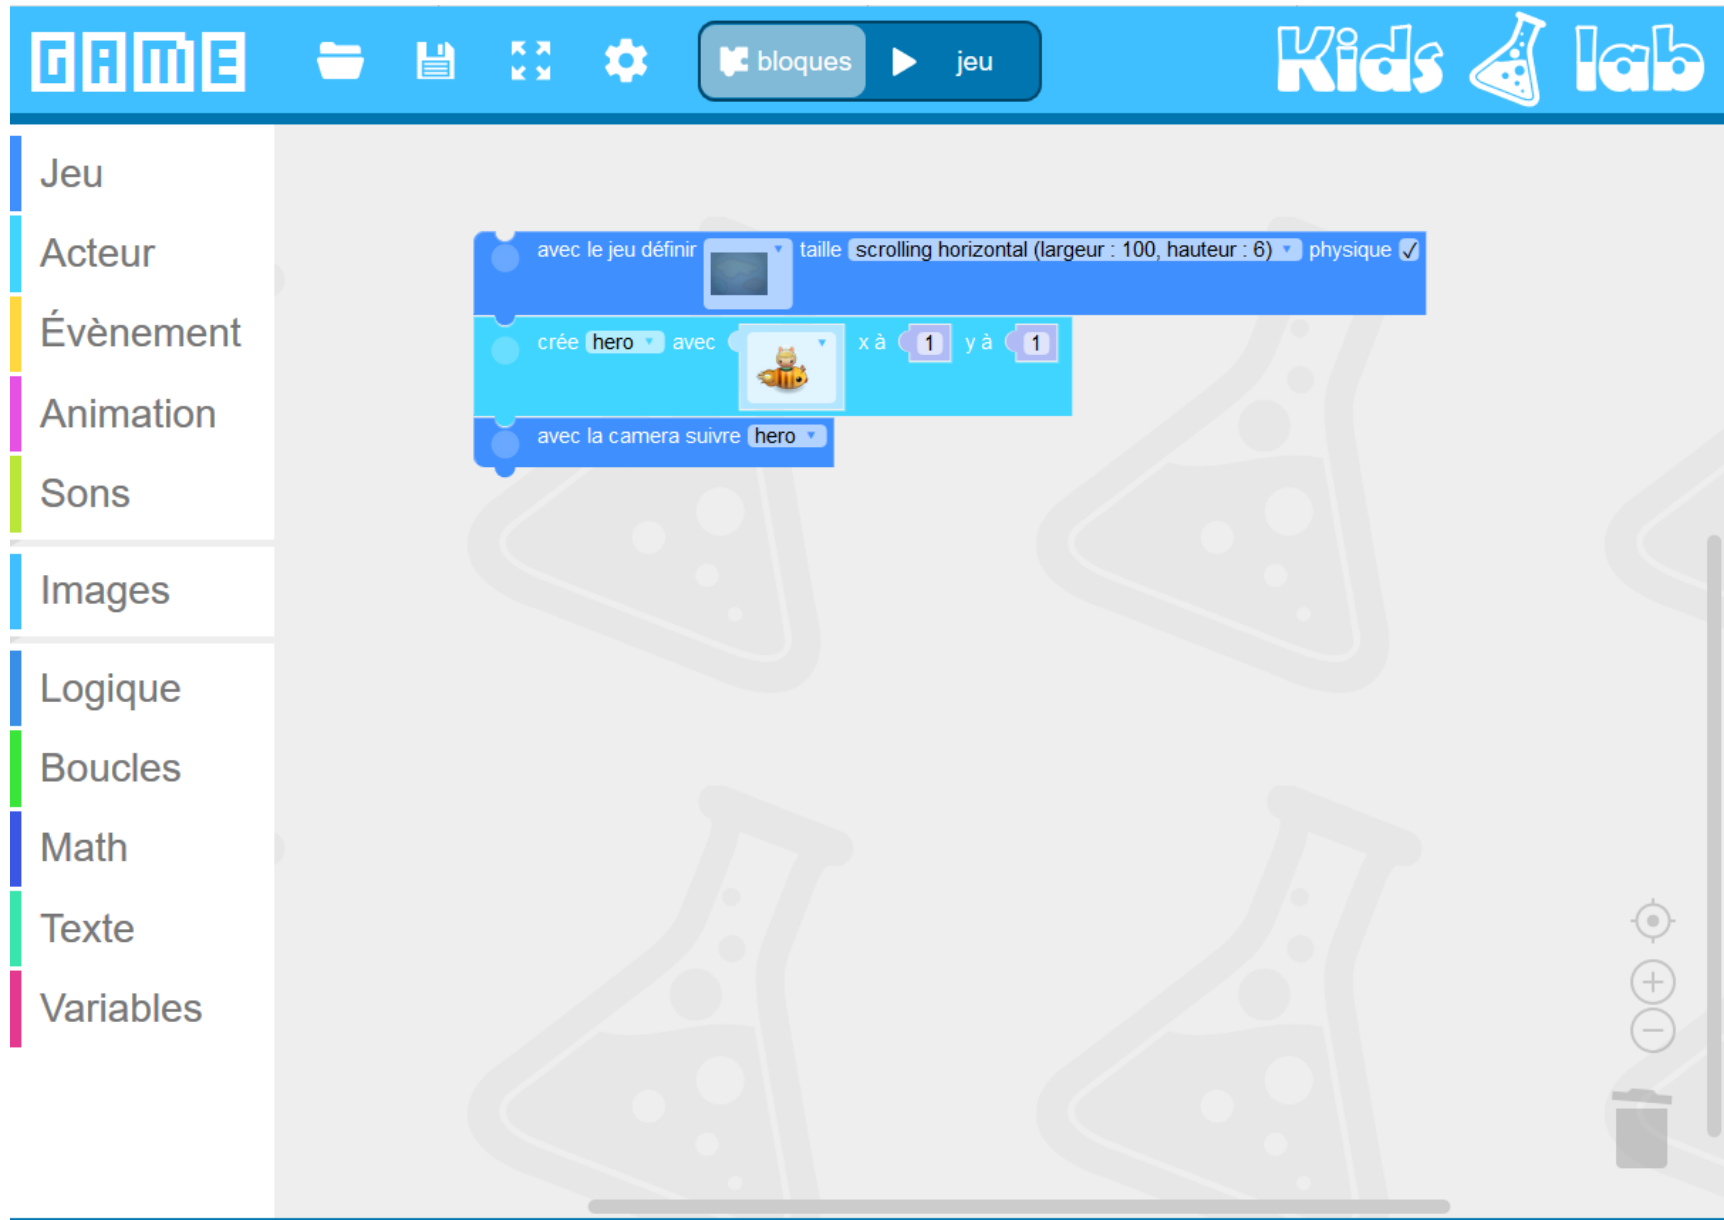 GAME bloques jeu Kids lab
Jeu
Acteur
Évènement
Animation
Sons
Images
Logique
Boucles
Math
Texte
Variables
avec le jeu définir taille scrolling horizontal (largeur : 100, hauteur : 6) physique
crée hero avec x à 1 y à 1
avec la camera suivre hero